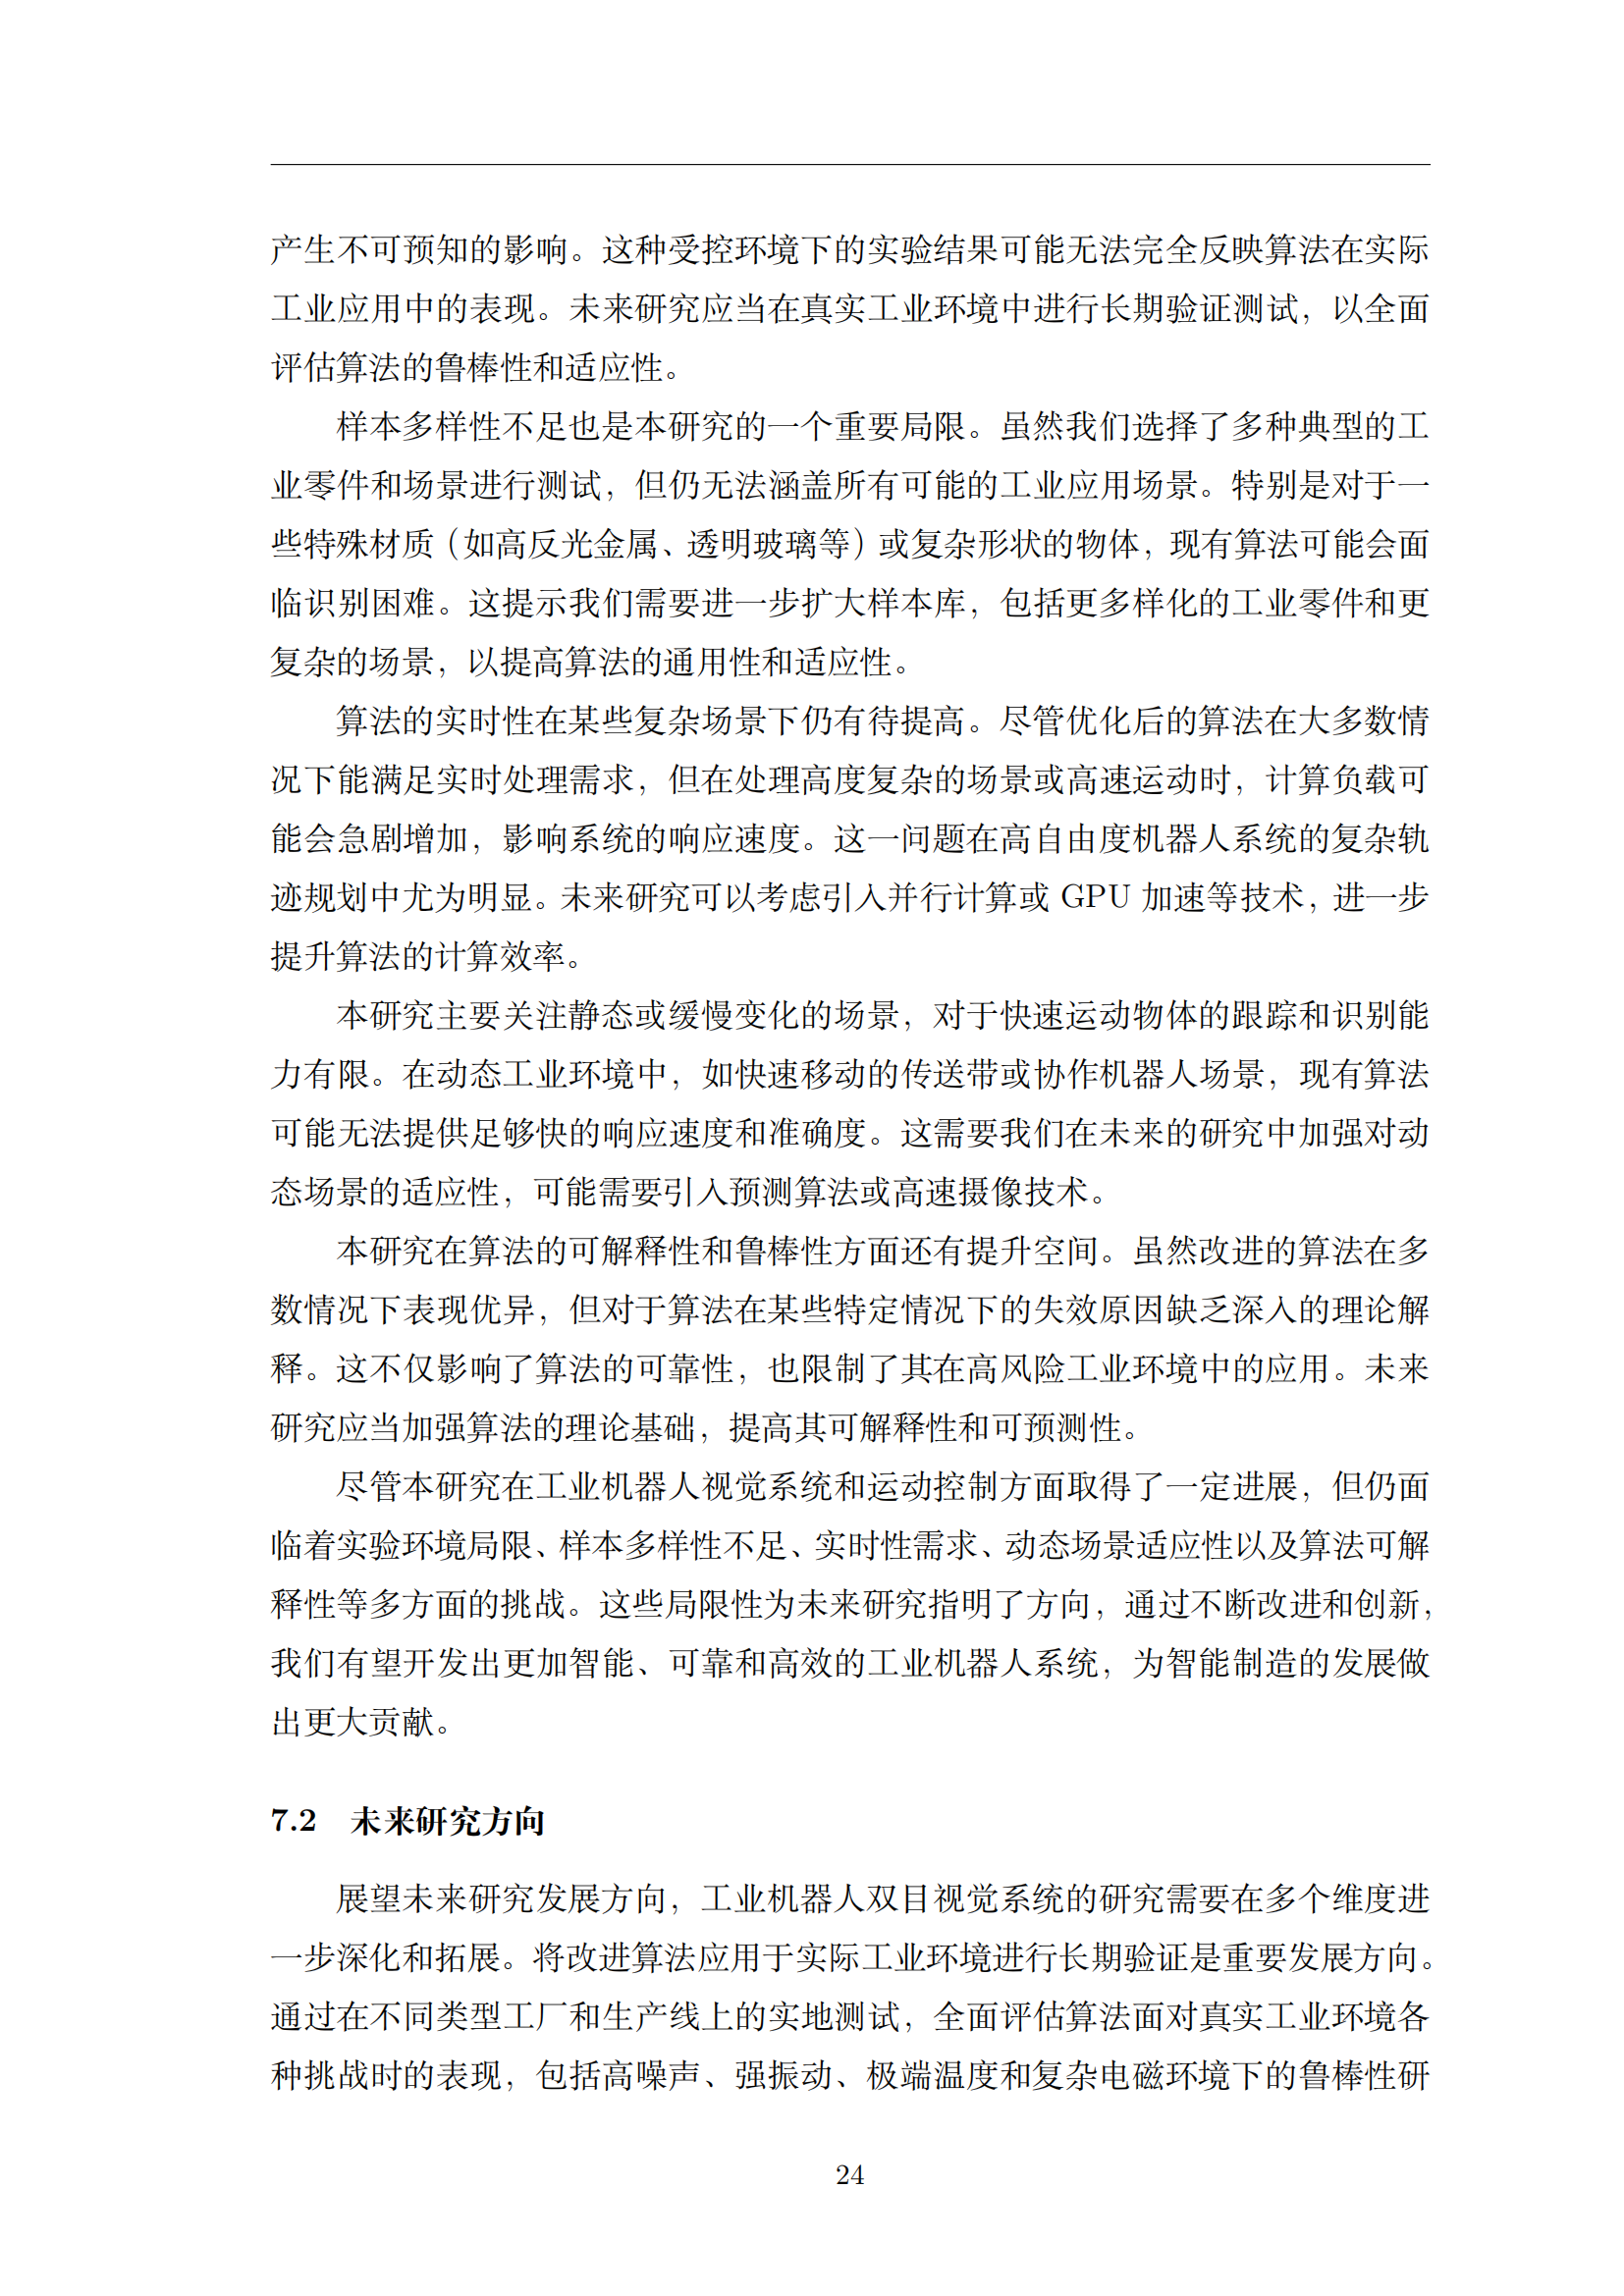 产生不可预知的影响。这种受控环境下的实验结果可能无法完全反映算法在实际
工业应用中的表现。未来研究应当在真实工业环境中进行长期验证测试，以全面
评估算法的鲁棒性和适应性。
样本多样性不足也是本研究的一个重要局限。虽然我们选择了多种典型的工
业零件和场景进行测试，但仍无法涵盖所有可能的工业应用场景。特别是对于一
些特殊材质（如高反光金属、透明玻璃等）或复杂形状的物体，现有算法可能会面
临识别困难。这提示我们需要进一步扩大样本库，包括更多样化的工业零件和更
复杂的场景，以提高算法的通用性和适应性。
算法的实时性在某些复杂场景下仍有待提高。尽管优化后的算法在大多数情
况下能满足实时处理需求，但在处理高度复杂的场景或高速运动时，计算负载可
能会急剧增加，影响系统的响应速度。这一问题在高自由度机器人系统的复杂轨
迹规划中尤为明显。未来研究可以考虑引入并行计算或 GPU 加速等技术，进一步
提升算法的计算效率。
本研究主要关注静态或缓慢变化的场景，对于快速运动物体的跟踪和识别能
力有限。在动态工业环境中，如快速移动的传送带或协作机器人场景，现有算法
可能无法提供足够快的响应速度和准确度。这需要我们在未来的研究中加强对动
态场景的适应性，可能需要引入预测算法或高速摄像技术。
本研究在算法的可解释性和鲁棒性方面还有提升空间。虽然改进的算法在多
数情况下表现优异，但对于算法在某些特定情况下的失效原因缺乏深入的理论解
释。这不仅影响了算法的可靠性，也限制了其在高风险工业环境中的应用。未来
研究应当加强算法的理论基础，提高其可解释性和可预测性。
尽管本研究在工业机器人视觉系统和运动控制方面取得了一定进展，但仍面
临着实验环境局限、样本多样性不足、实时性需求、动态场景适应性以及算法可解
释性等多方面的挑战。这些局限性为未来研究指明了方向，通过不断改进和创新，
我们有望开发出更加智能、可靠和高效的工业机器人系统，为智能制造的发展做
出更大贡献。
7.2 未来研究方向
展望未来研究发展方向，工业机器人双目视觉系统的研究需要在多个维度进
一步深化和拓展。将改进算法应用于实际工业环境进行长期验证是重要发展方向。
通过在不同类型工厂和生产线上的实地测试，全面评估算法面对真实工业环境各
种挑战时的表现，包括高噪声、强振动、极端温度和复杂电磁环境下的鲁棒性研
24